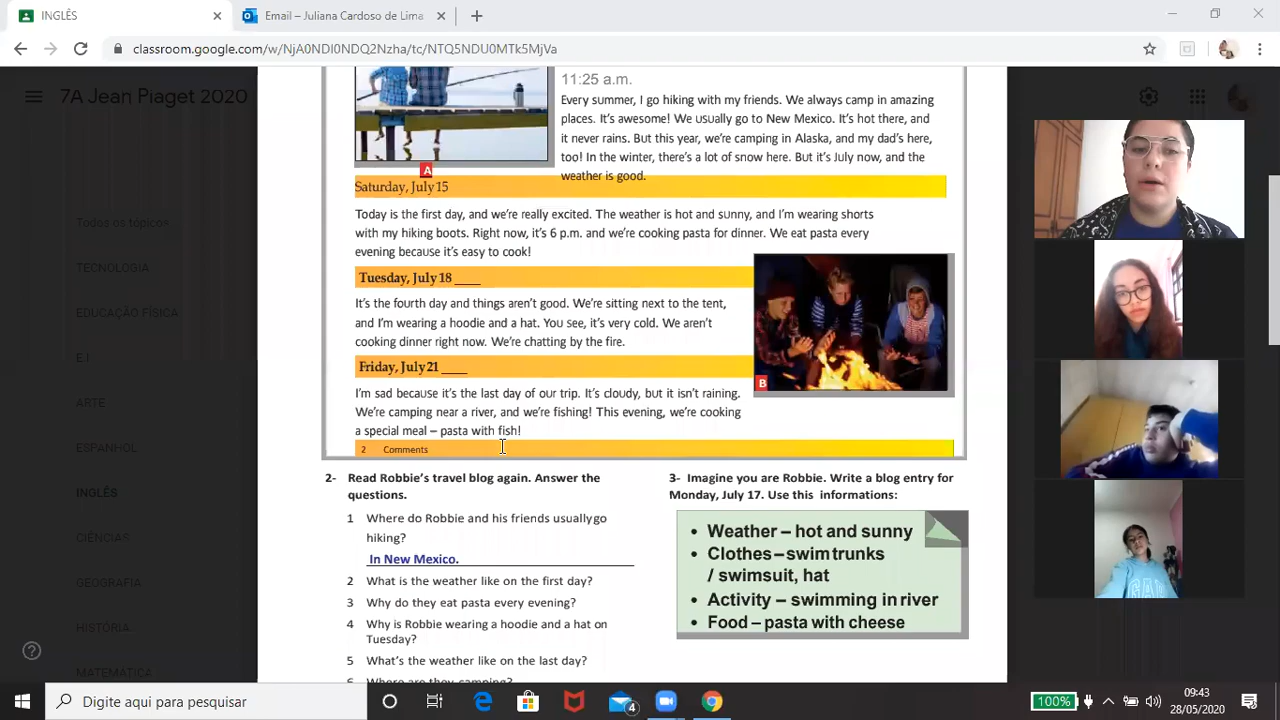 INGLÊS
Email – Juliana Cardoso de Lima
classroom.google.com/w/NjA0NDI0NDQ2Nzha/tc/NTQ5NDU0MTk5MjVa
7A Jean Piaget 2020
Todos os tópicos
TECNOLOGIA
EDUCAÇÃO FÍSICA
E.I
ARTE
ESPANHOL
INGLÊS
CIÊNCIAS
GEOGRAFIA
HISTÓRIA
MATEMÁTICA
11:25 a.m.
Every summer, I go hiking with my friends. We always camp in amazing
places. It's awesome! We usually go to New Mexico. It's hot there, and
it never rains. But this year, we're camping in Alaska, and my dad's here,
too! In the winter, there's a lot of snow here. But it's July now, and the
weather is good.
A
Saturday, July 15
Today is the first day, and we're really excited. The weather is hot and sunny, and I'm wearing shorts
with my hiking boots. Right now, it's 6 p.m. and we're cooking pasta for dinner. We eat pasta every
evening because it's easy to cook!
Tuesday, July 18 ____
It's the fourth day and things aren't good. We're sitting next to the tent,
and I'm wearing a hoodie and a hat. You see, it's very cold. We aren't
cooking dinner right now. We're chatting by the fire.
Friday, July 21 ____
B
I'm sad because it's the last day of our trip. It's cloudy, but it isn't raining.
We're camping near a river, and we're fishing! This evening, we're cooking
a special meal – pasta with fish!
2 Comments
2- Read Robbie's travel blog again. Answer the
questions.
1 Where do Robbie and his friends usually go
hiking?
In New Mexico.
2 What is the weather like on the first day?
3 Why do they eat pasta every evening?
4 Why is Robbie wearing a hoodie and a hat on
Tuesday?
5 What's the weather like on the last day?
6 Where are they camping?
3- Imagine you are Robbie. Write a blog entry for
Monday, July 17. Use this informations:
• Weather – hot and sunny
• Clothes – swim trunks
/ swimsuit, hat
• Activity – swimming in river
• Food – pasta with cheese
Digite aqui para pesquisar
4
100%
09:43
28/05/2020